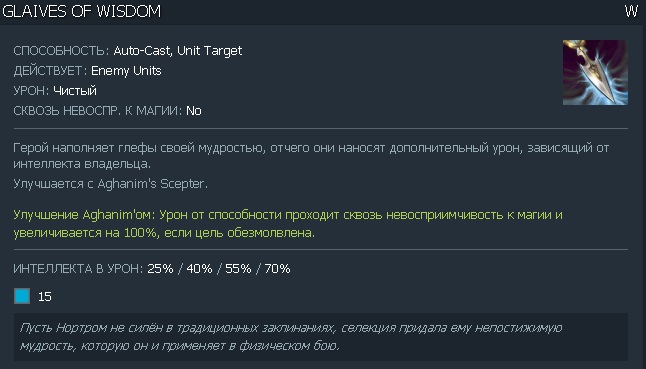 GLAIVES OF WISDOM W
СПОСОБНОСТЬ: Auto-Cast, Unit Target
ДЕЙСТВУЕТ: Enemy Units
УРОН: Чистый
СКВОЗЬ НЕВОСПР. К МАГИИ: No
Герой наполняет глефы своей мудростью, отчего они наносят дополнительный урон, зависящий от
интеллекта владельца.
Улучшается с Aghanim's Scepter.
Улучшение Aghanim'ом: Урон от способности проходит сквозь невосприимчивость к магии и
увеличивается на 100%, если цель обезмолвлена.
ИНТЕЛЛЕКТА В УРОН: 25% / 40% / 55% / 70%
15
Пусть Нортром не силён в традиционных заклинаниях, селекция придала ему непостижимую
мудрость, которую он и применяет в физическом бою.